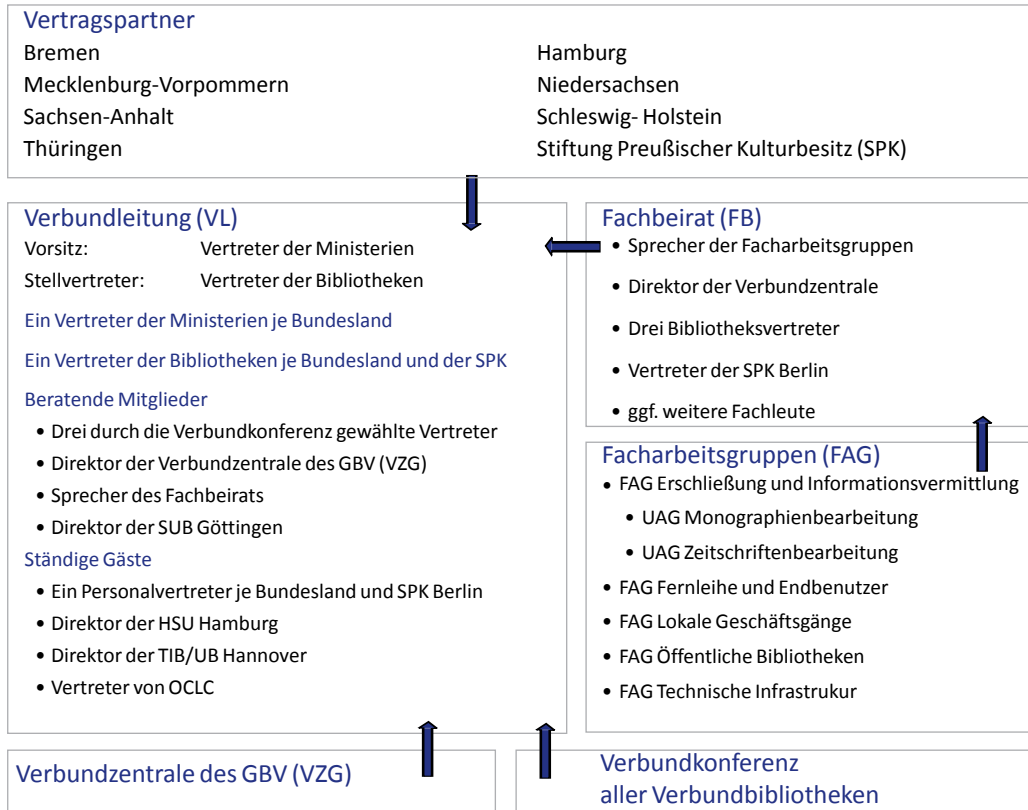 Vertragspartner
Bremen
Mecklenburg-Vorpommern
Sachsen-Anhalt
Thüringen
Hamburg
Niedersachsen
Schleswig- Holstein
Stiftung Preußischer Kulturbesitz (SPK)
Verbundleitung (VL)
Vorsitz: Vertreter der Ministerien
Stellvertreter: Vertreter der Bibliotheken
Ein Vertreter der Ministerien je Bundesland
Ein Vertreter der Bibliotheken je Bundesland und der SPK
Beratende Mitglieder
• Drei durch die Verbundkonferenz gewählte Vertreter
• Direktor der Verbundzentrale des GBV (VZG)
• Sprecher des Fachbeirats
• Direktor der SUB Göttingen
Ständige Gäste
• Ein Personalvertreter je Bundesland und SPK Berlin
• Direktor der HSU Hamburg
• Direktor der TIB/UB Hannover
• Vertreter von OCLC
Fachbeirat (FB)
• Sprecher der Facharbeitsgruppen
• Direktor der Verbundzentrale
• Drei Bibliotheksvertreter
• Vertreter der SPK Berlin
• ggf. weitere Fachleute
Facharbeitsgruppen (FAG)
• FAG Erschließung und Informationsvermittlung
• UAG Monographienbearbeitung
• UAG Zeitschriftenbearbeitung
• FAG Fernleihe und Endbenutzer
• FAG Lokale Geschäftsgänge
• FAG Öffentliche Bibliotheken
• FAG Technische Infrastrukur
Verbundzentrale des GBV (VZG)
Verbundkonferenz
aller Verbundbibliotheken